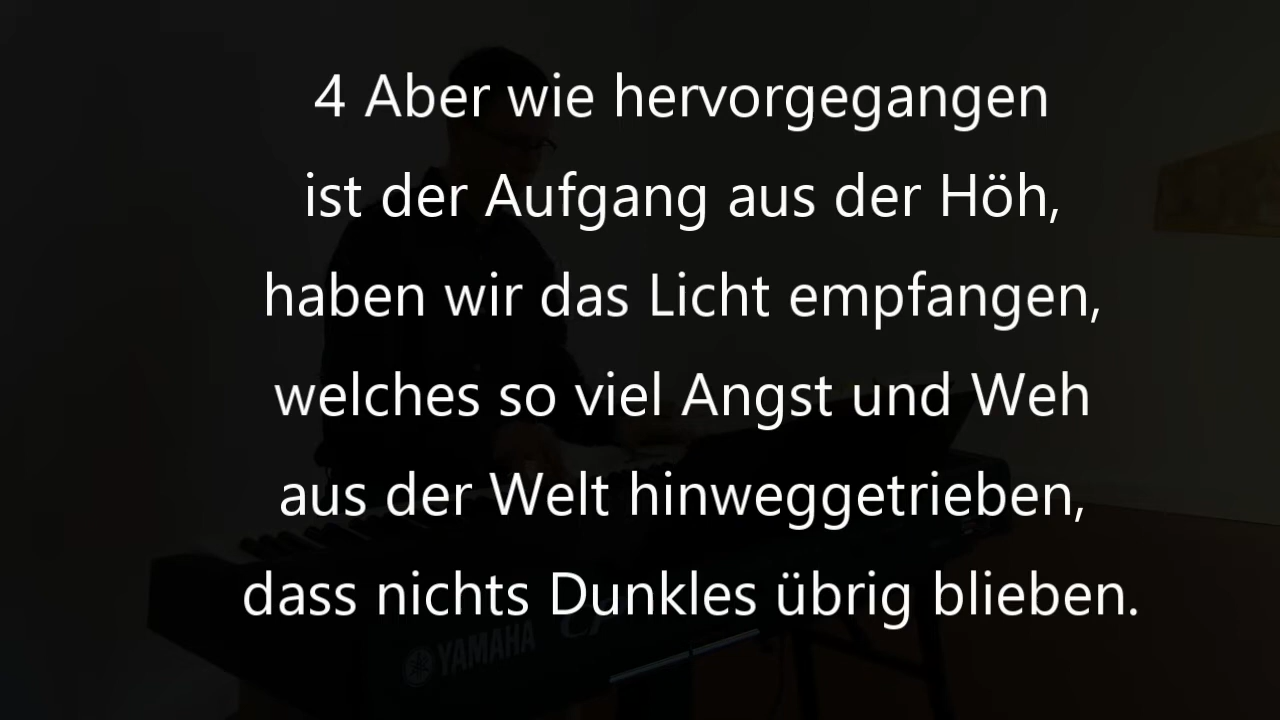 4 Aber wie hervorgegangen
ist der Aufgang aus der Höh,
haben wir das Licht empfangen,
welches so viel Angst und Weh
aus der Welt hinweggetrieben,
dass nichts Dunkles übrig blieben.
YAMAHA